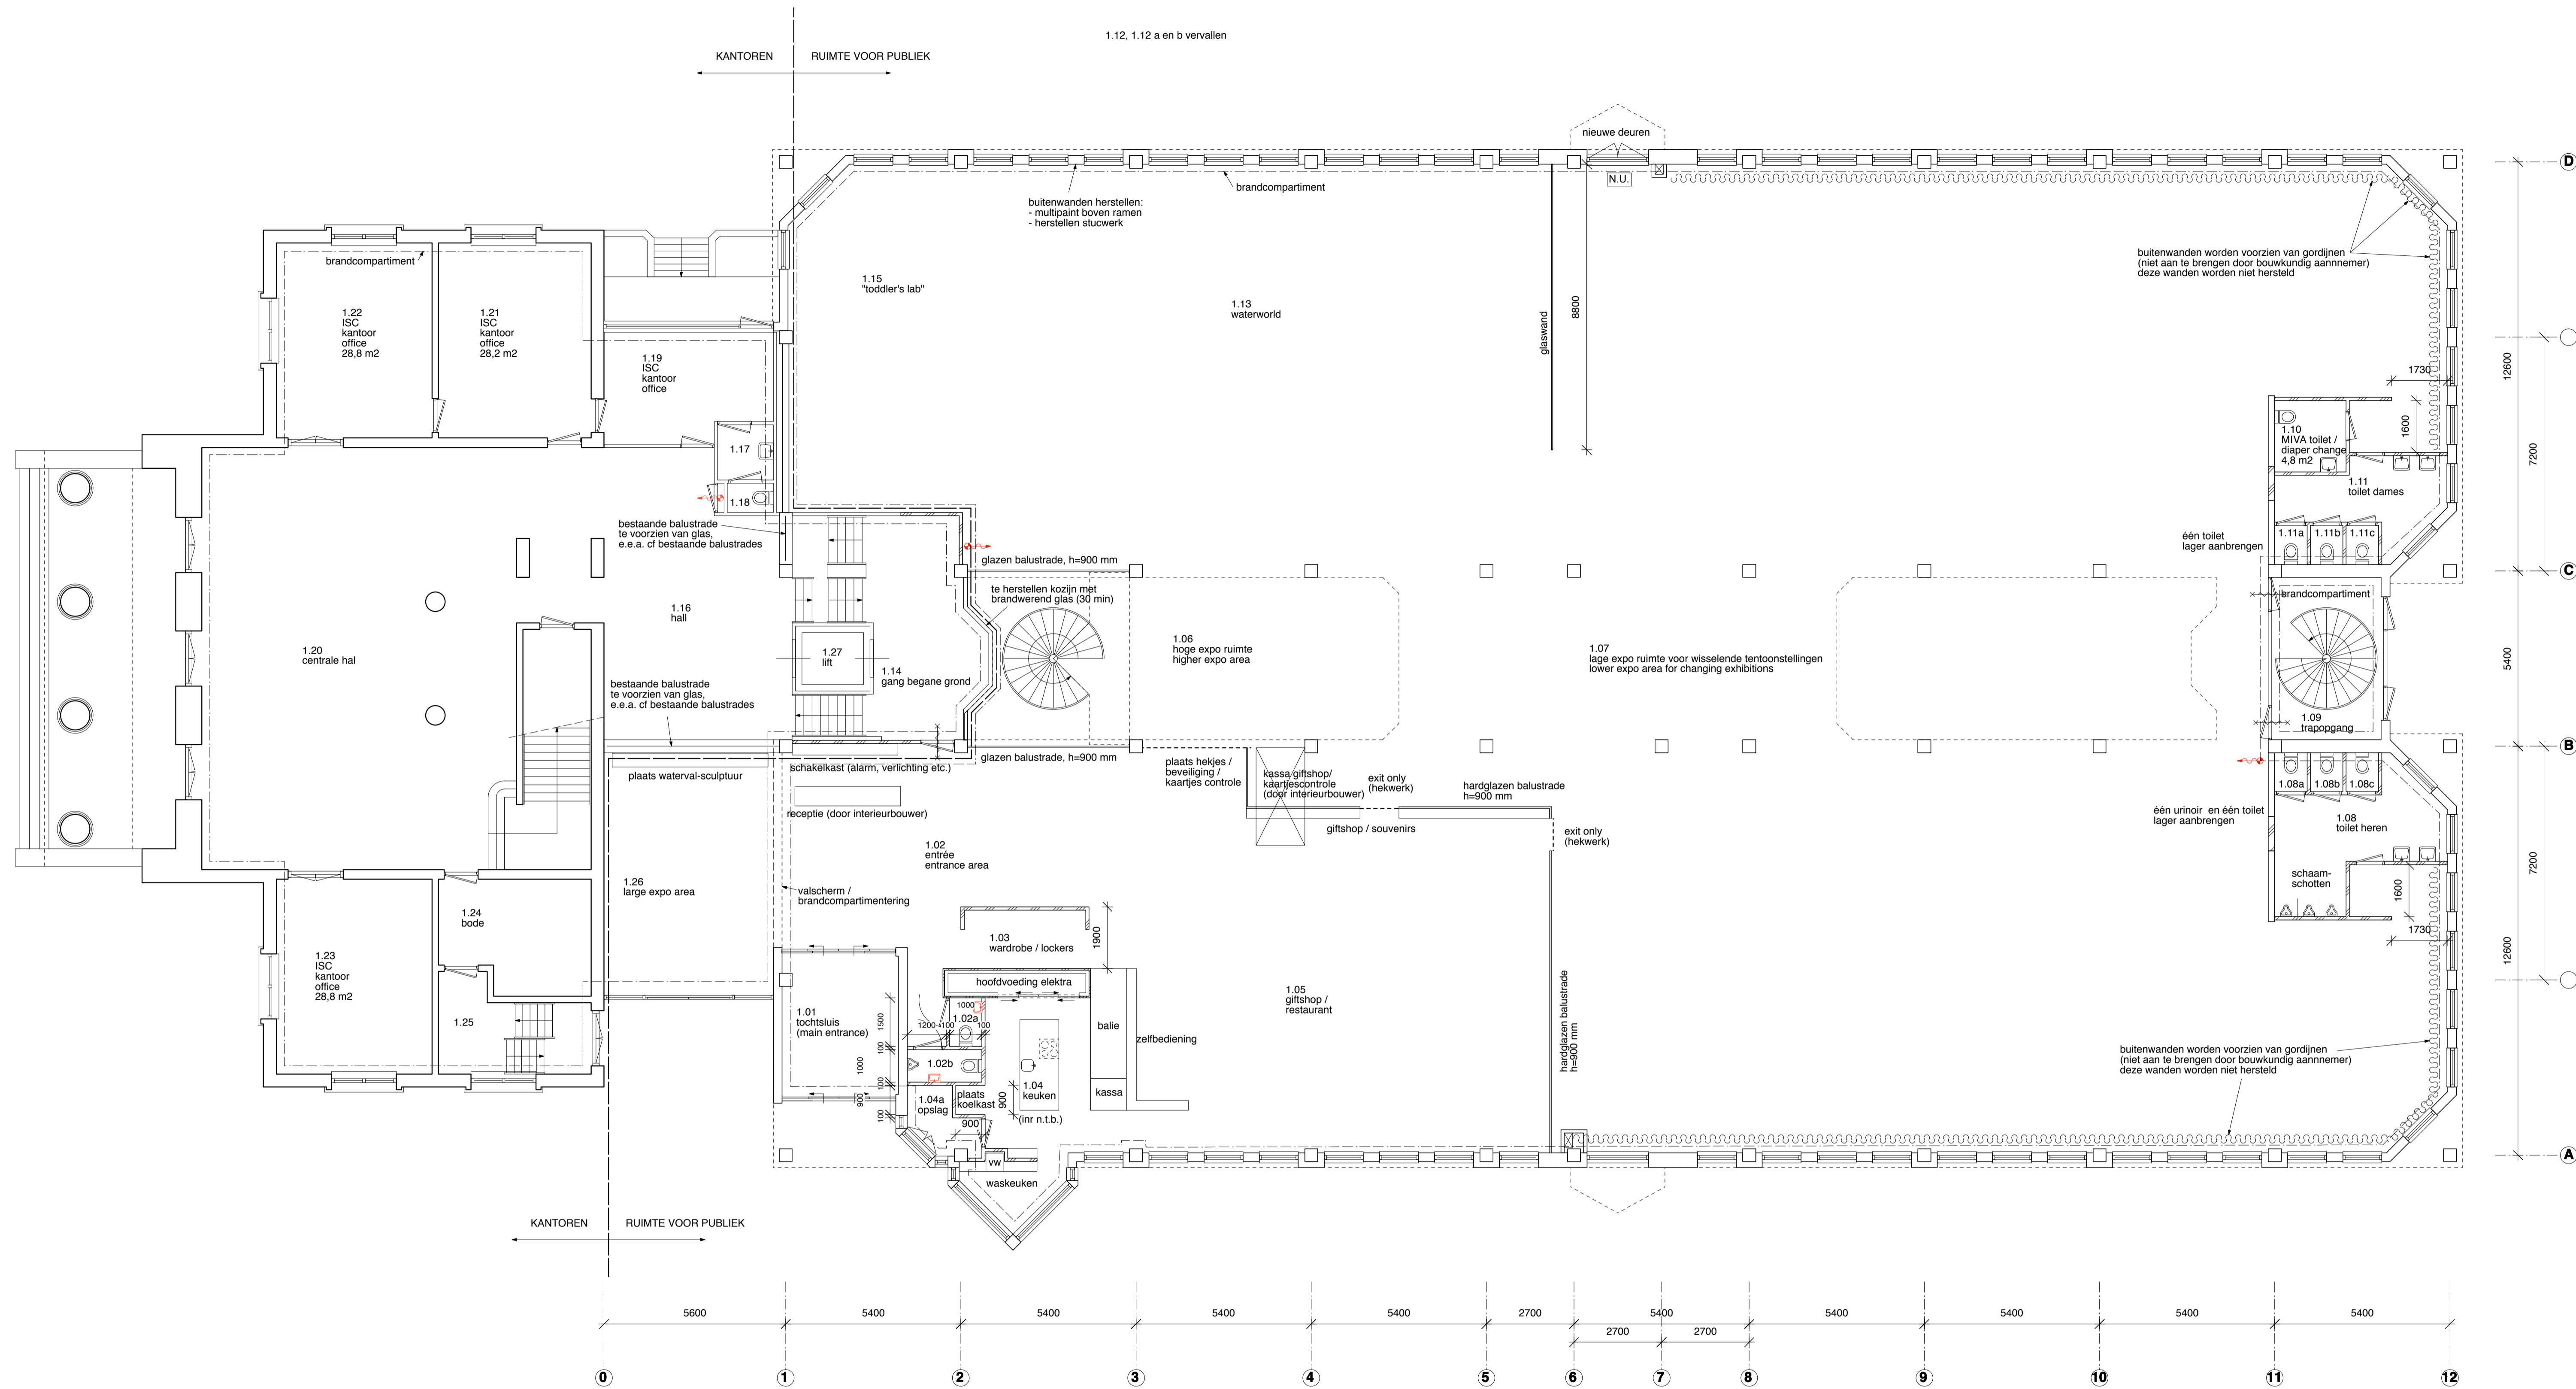 1.12, 1.12 a en b vervallen
KANTOREN
RUIMTE VOOR PUBLIEK
nieuwe deuren
N.U.
D
brandcompartiment
buitenwanden herstellen:
- multipaint boven ramen
- herstellen stucwerk
brandcompartiment
buitenwanden worden voorzien van gordijnen
(niet aan te brengen door bouwkundig aannnemer)
deze wanden worden niet hersteld
1.22
ISC
kantoor
office
28,8 m2
1.21
ISC
kantoor
office
28,2 m2
1.19
ISC
kantoor
office
1.15
"toddler's lab"
1.13
waterworld
glaswand
8800
12600
7200
1730
1600
1.17
1.18
1.10
MIVA toilet /
diaper change
4,8 m2
1.11
toilet dames
1.11a
1.11b
1.11c
één toilet
lager aanbrengen
bestaande balustrade
te voorzien van glas,
e.e.a. cf bestaande balustrades
glazen balustrade, h=900 mm
C
te herstellen kozijn met
brandwerend glas (30 min)
brandcompartiment
1.16
hall
1.20
centrale hal
1.27
lift
1.14
gang begane grond
1.06
hoge expo ruimte
higher expo area
1.07
lage expo ruimte voor wisselende tentoonstellingen
lower expo area for changing exhibitions
5400
1.09
trapopgang
bestaande balustrade
te voorzien van glas,
e.e.a. cf bestaande balustrades
B
glazen balustrade, h=900 mm
schakelkast (alarm, verlichting etc.)
plaats waterval-sculptuur
plaats hekjes /
beveiliging /
kaartjes controle
kassa giftshop/
kaartjescontrole
(door interieurbouwer)
exit only
(hekwerk)
hardglazen balustrade
h=900 mm
1.08a
1.08b
1.08c
receptie (door interieurbouwer)
giftshop / souvenirs
exit only
(hekwerk)
één urinoir  en één toilet
lager aanbrengen
1.08
toilet heren
1.02
entrée
entrance area
7200
schaam-
schotten
1600
1730
12600
1.26
large expo area
valscherm /
brandcompartimentering
1.24
bode
1.03
wardrobe / lockers
1900
1.23
ISC
kantoor
office
28,8 m2
hoofdvoeding elektra
1.05
giftshop /
restaurant
hardglazen balustrade
h=900 mm
1.25
1.01
tochtsluis
(main entrance)
1500
100
1000
100
900
100
1000
1200
100
100
1.02a
1.02b
balie
zelfbediening
kassa
1.04
keuken
(inr n.t.b.)
1.04a
opslag
plaats
koelkast
900
900
buitenwanden worden voorzien van gordijnen
(niet aan te brengen door bouwkundig aannnemer)
deze wanden worden niet hersteld
A
vw
waskeuken
KANTOREN
RUIMTE VOOR PUBLIEK
5600
5400
5400
5400
5400
2700
5400
5400
5400
5400
5400
2700
2700
0
1
2
3
4
5
6
7
8
9
10
11
12